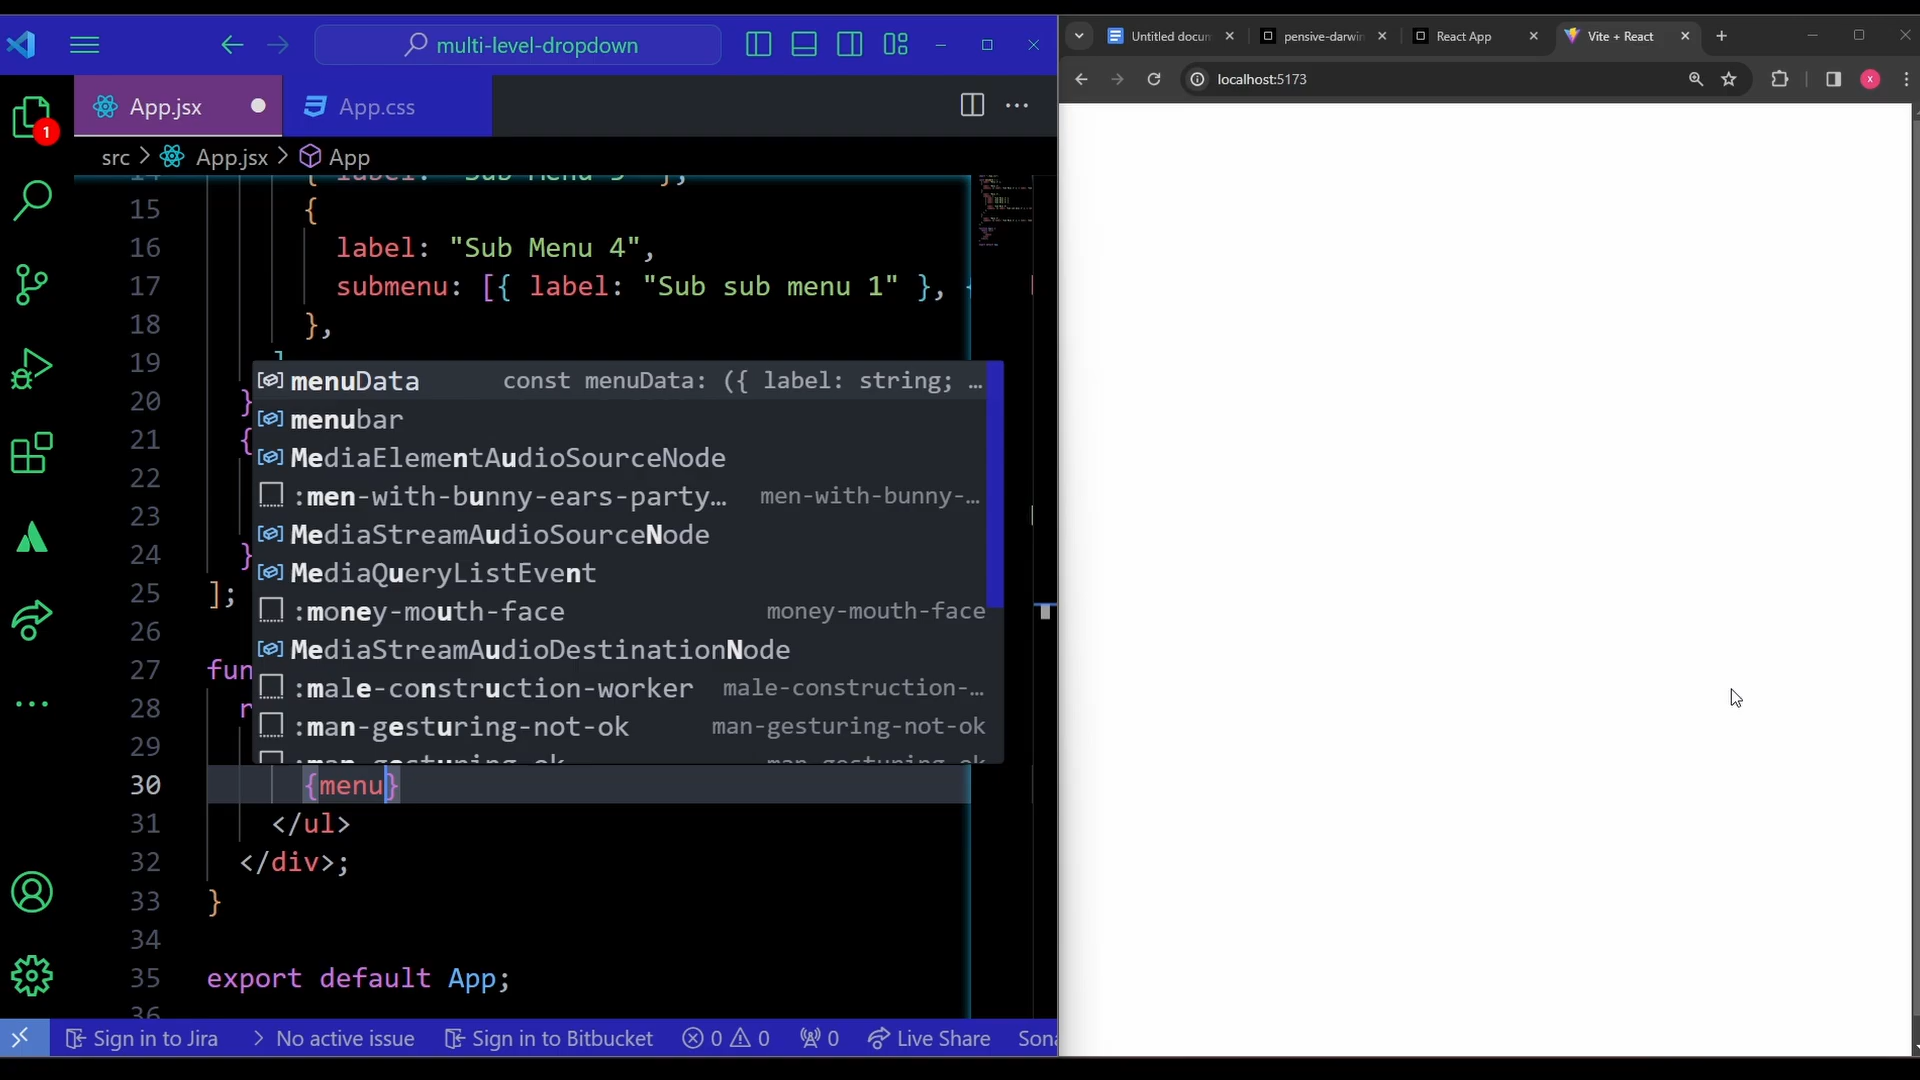 multi-level-dropdown
App.jsx
App.css
src > App.jsx > App
1
15 {
16 label: "Sub Menu 4",
17 submenu: [{ label: "Sub sub menu 1" },
18 },
19 ]
20 }
21 {
22
23
24 }
25 ];
26
27 fun
28 r
29
30 {menu}
31 </ul>
32 </div>;
33 }
34
35 export default App;
36
menuData const menuData: ({ label: string; …
menubar
MediaElementAudioSourceNode
:men-with-bunny-ears-party… men-with-bunny-…
MediaStreamAudioSourceNode
MediaQueryListEvent
:money-mouth-face money-mouth-face
MediaStreamAudioDestinationNode
:male-construction-worker male-construction-…
:man-gesturing-not-ok man-gesturing-not-ok
Sign in to Jira > No active issue Sign in to Bitbucket 0 0 0 Live Share Sona
Untitled docum
pensive-darwin
React App
Vite + React
localhost:5173
x